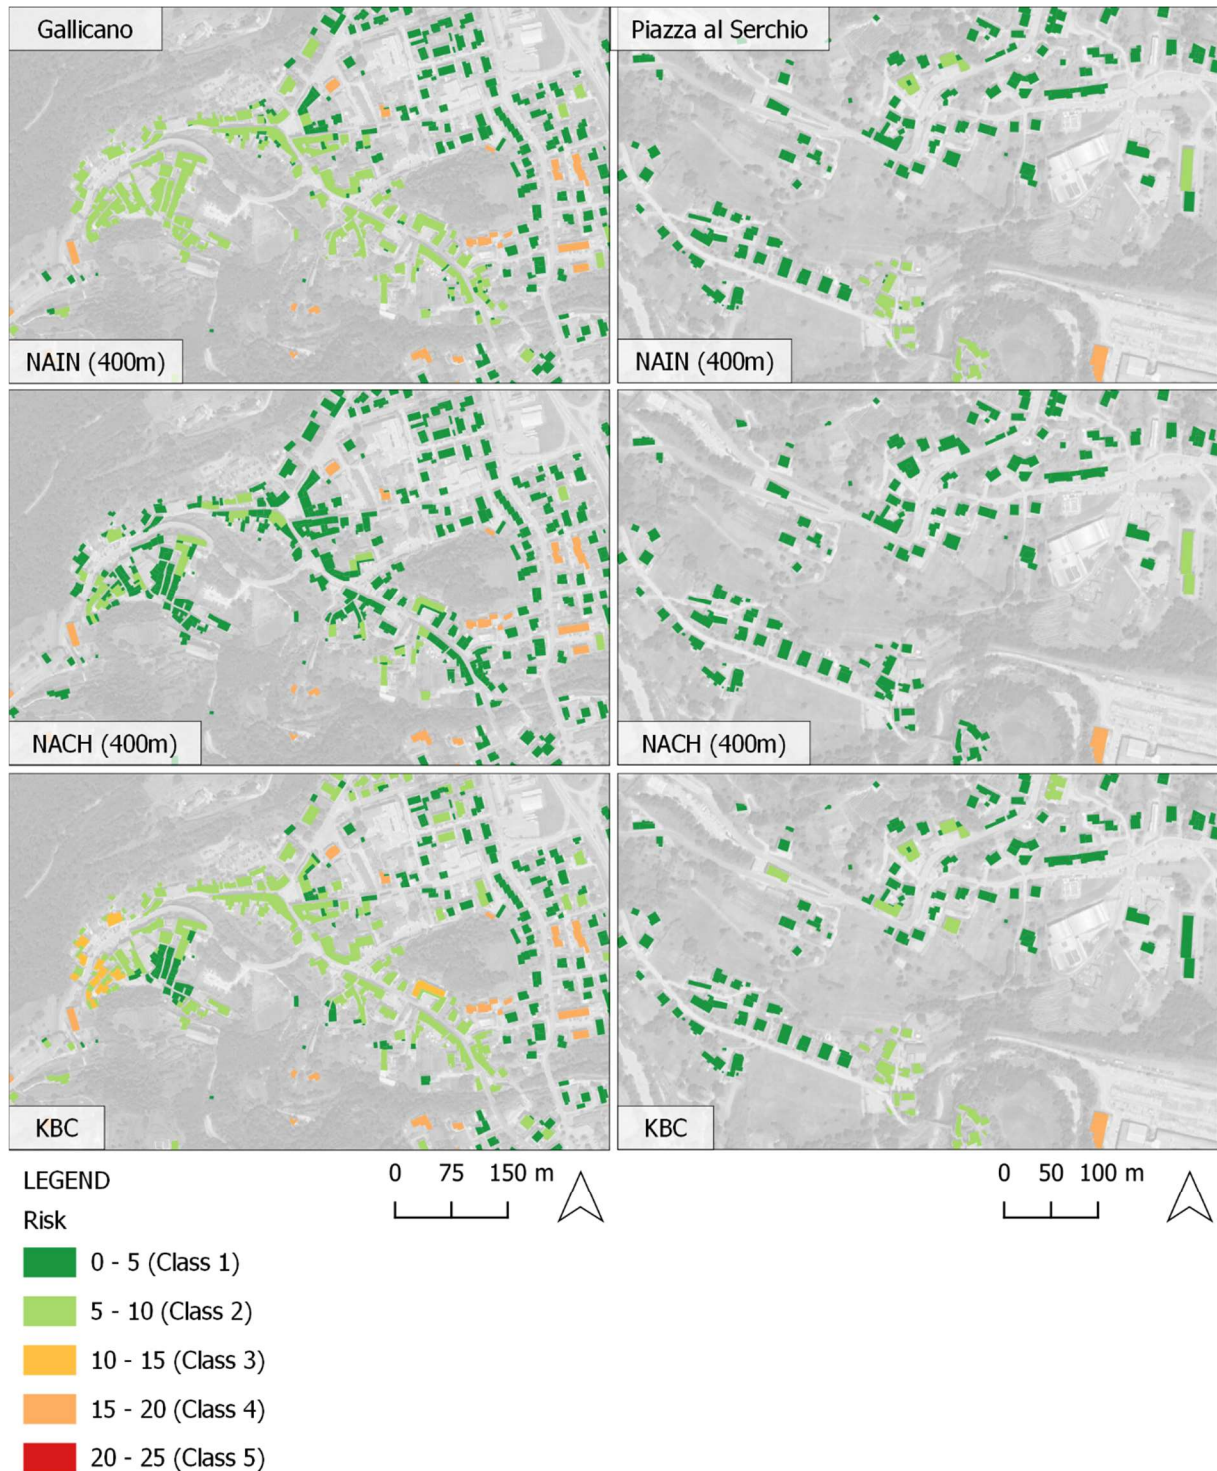 Gallicano
Piazza al Serchio
NAIN (400m)
NAIN (400m)
NACH (400m)
NACH (400m)
KBC
KBC
LEGEND
0 75 150 m
0 50 100 m
Risk
0 - 5 (Class 1)
5 - 10 (Class 2)
10 - 15 (Class 3)
15 - 20 (Class 4)
20 - 25 (Class 5)